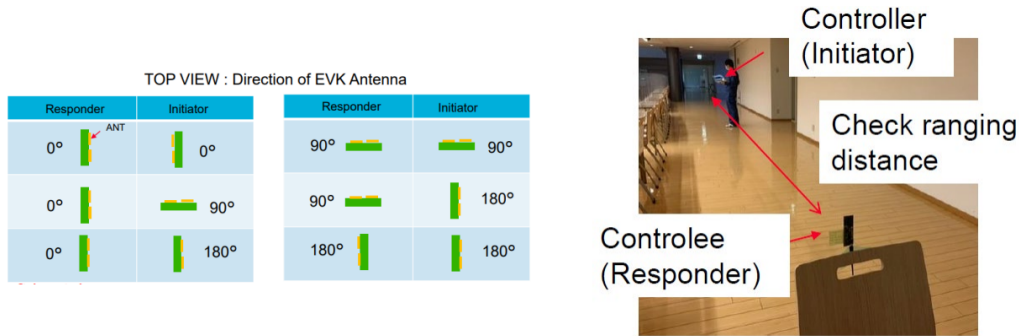 TOP VIEW : Direction of EVK Antenna
Responder Initiator
ANT
0° 0°
0° 90°
0° 180°
Responder Initiator
90° 90°
90° 180°
180° 180°
Controller
(Initiator)
Check ranging
distance
Controlee
(Responder)